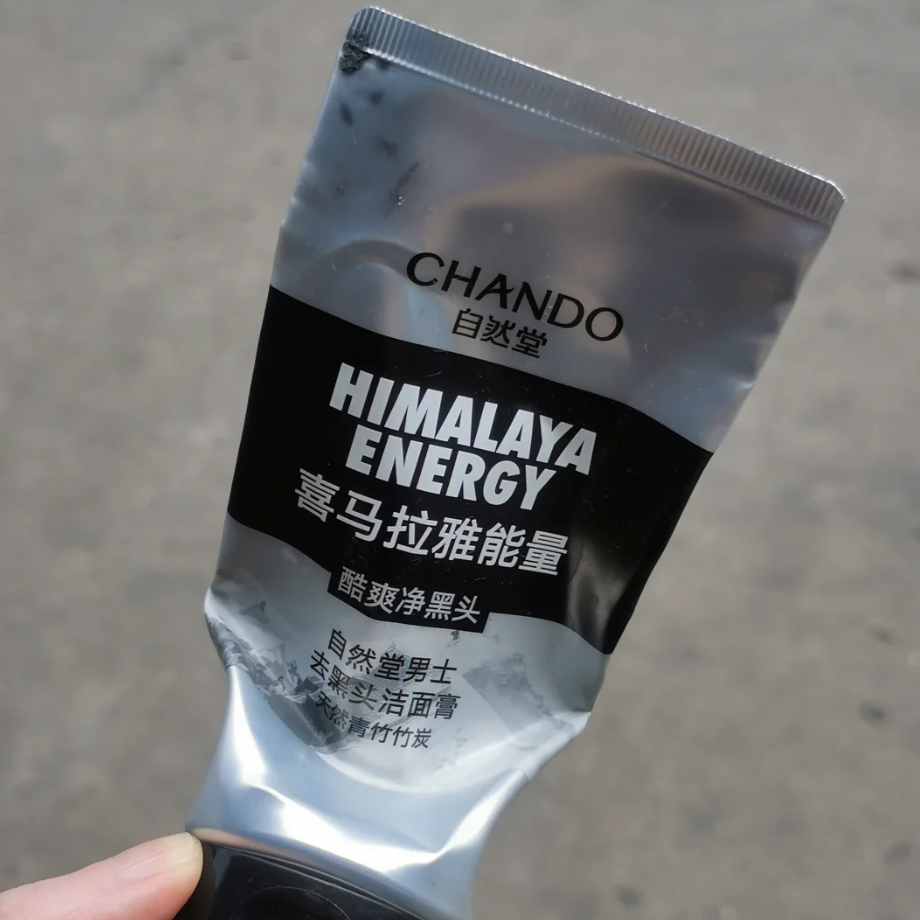 CHANDO
自然堂
HIMALAYA
ENERGY
喜马拉雅能量
酷爽净黑头
自然堂男士
去黑头洁面膏
天然青竹竹炭